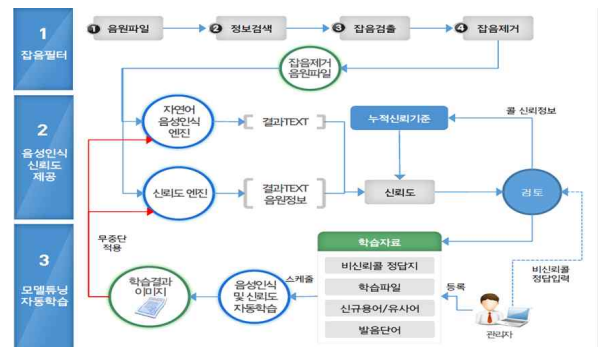 1
잡음필터
❶ 음원파일
❷ 정보검색
❸ 잡음검출
❹ 잡음제거
잡음제거
음원파일
2
음성인식
신뢰도
제공
자연어
음성인식
엔진
결과TEXT
누적신뢰기준
콜 신뢰정보
신뢰도 엔진
결과TEXT
음원정보
신뢰도
검토
3
모델튜닝
자동학습
무중단
적용
학습결과
이미지
음성인식
및 신뢰도
자동학습
스케줄
학습자료
비신뢰콜 정답지
학습파일
신규용어/유사어
발음단어
등록
관리자
비신뢰콜
정답입력